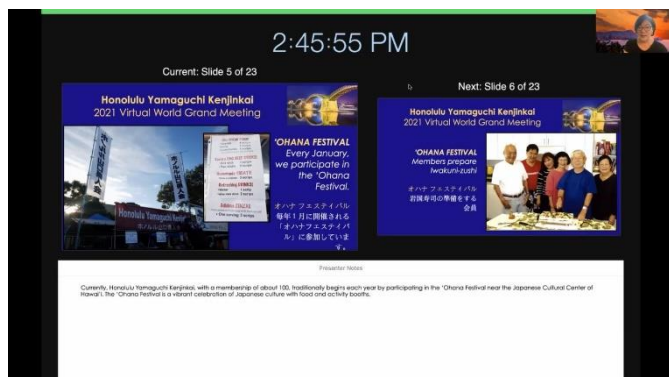 2:45:55 PM
Current: Slide 5 of 23
Next: Slide 6 of 23
Honolulu Yamaguchi Kenjinkai
2021 Virtual World Grand Meeting
'OHANA FESTIVAL
Every January,
we participate in
the 'Ohana
Festival.
オハナ フェスティバル
毎年1月に開催される
「オハナフェスティバ
ル」に参加していま
す。
Honolulu Yamaguchi Kenjinkai
Honolulu Yamaguchi Kenjinkai
2021 Virtual World Grand Meeting
'OHANA FESTIVAL
Members prepare
Iwakuni-zushi
オハナ フェスティバル
岩国寿司の準備をする
会員
Presenter Notes
Currently, Honolulu Yamaguchi Kenjinkai, with a membership of about 100, traditionally begins each year by participating in the 'Ohana Festival near the Japanese Cultural Center of
Hawai'i. The 'Ohana Festival is a vibrant celebration of Japanese culture with food and activity booths.